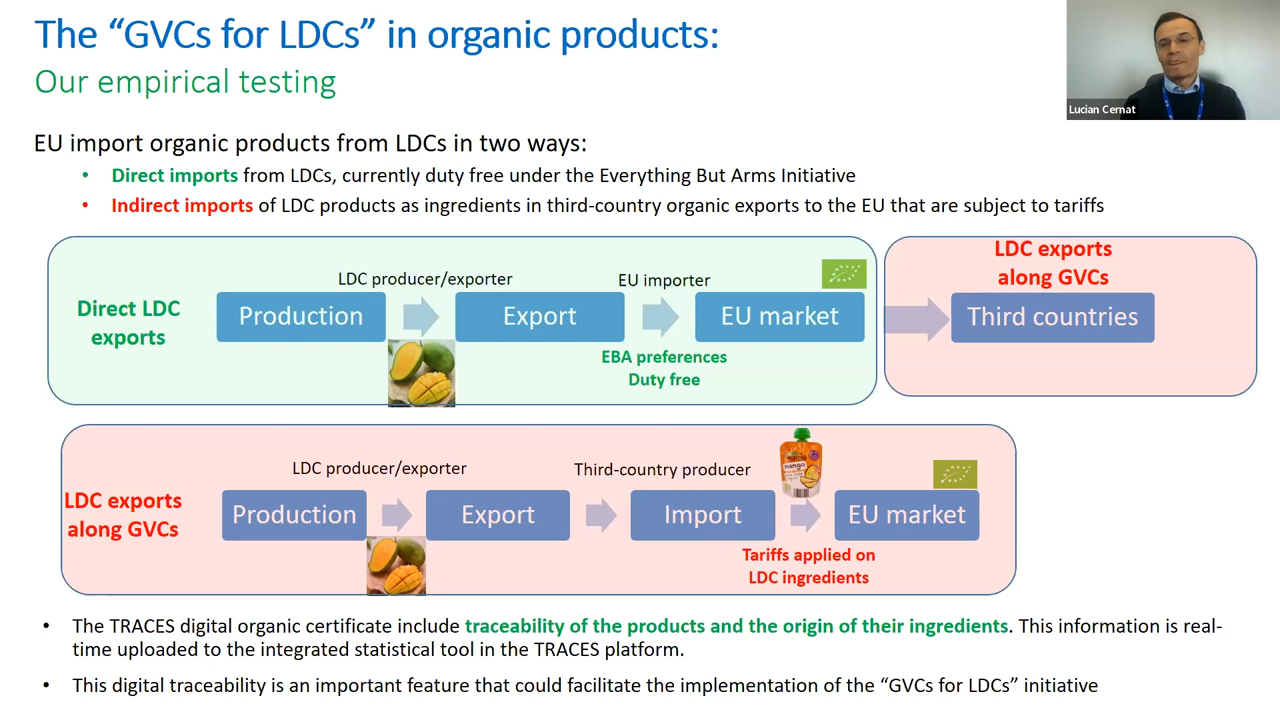 The “GVCs for LDCs” in organic products:
Our empirical testing
Lucian Cernat
EU import organic products from LDCs in two ways:
• Direct imports from LDCs, currently duty free under the Everything But Arms Initiative
• Indirect imports of LDC products as ingredients in third-country organic exports to the EU that are subject to tariffs
Direct LDC
exports
LDC producer/exporter
EU importer
Production
Export
EU market
EBA preferences
Duty free
LDC exports
along GVCs
Third countries
LDC exports
along GVCs
LDC producer/exporter
Third-country producer
mango
Production
Export
Import
EU market
Tariffs applied on
LDC ingredients
• The TRACES digital organic certificate include traceability of the products and the origin of their ingredients. This information is real-
time uploaded to the integrated statistical tool in the TRACES platform.
• This digital traceability is an important feature that could facilitate the implementation of the “GVCs for LDCs” initiative